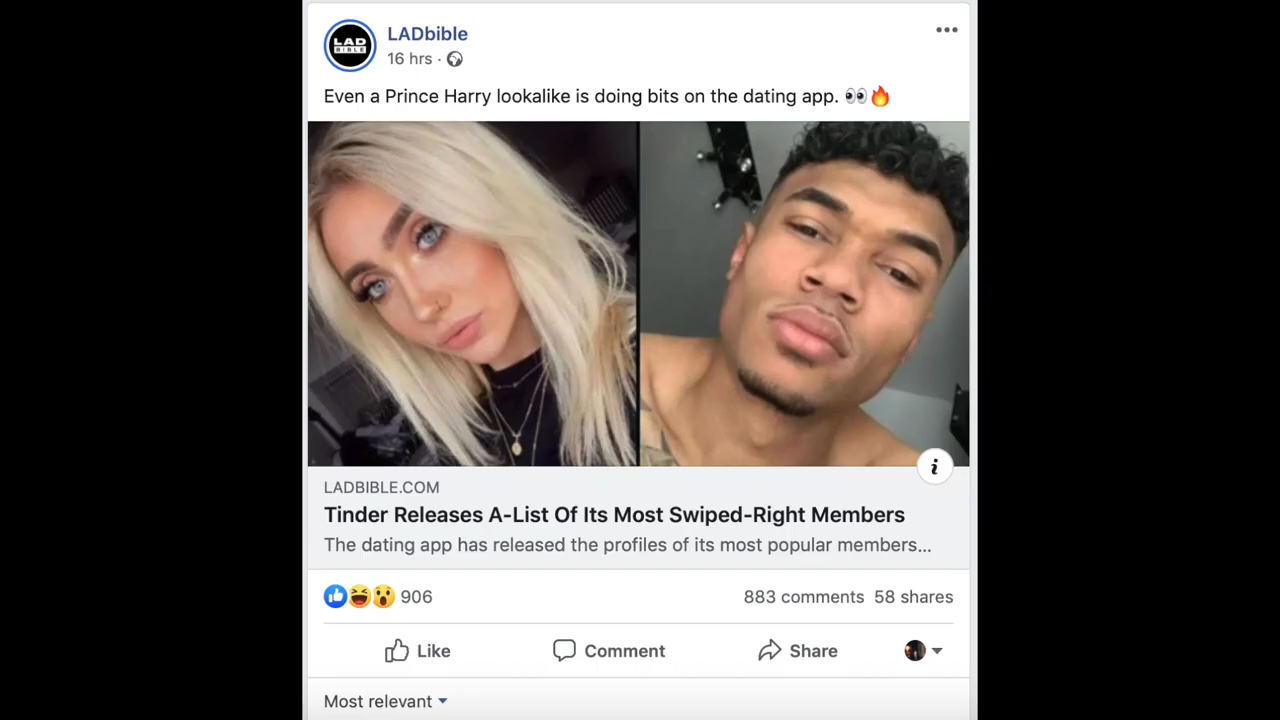 LAD
BIBLE
LADbible
16 hrs ·
Even a Prince Harry lookalike is doing bits on the dating app. 👀🔥
i
LADBIBLE.COM
Tinder Releases A-List Of Its Most Swiped-Right Members
The dating app has released the profiles of its most popular members...
906 883 comments 58 shares
Like Comment Share
Most relevant